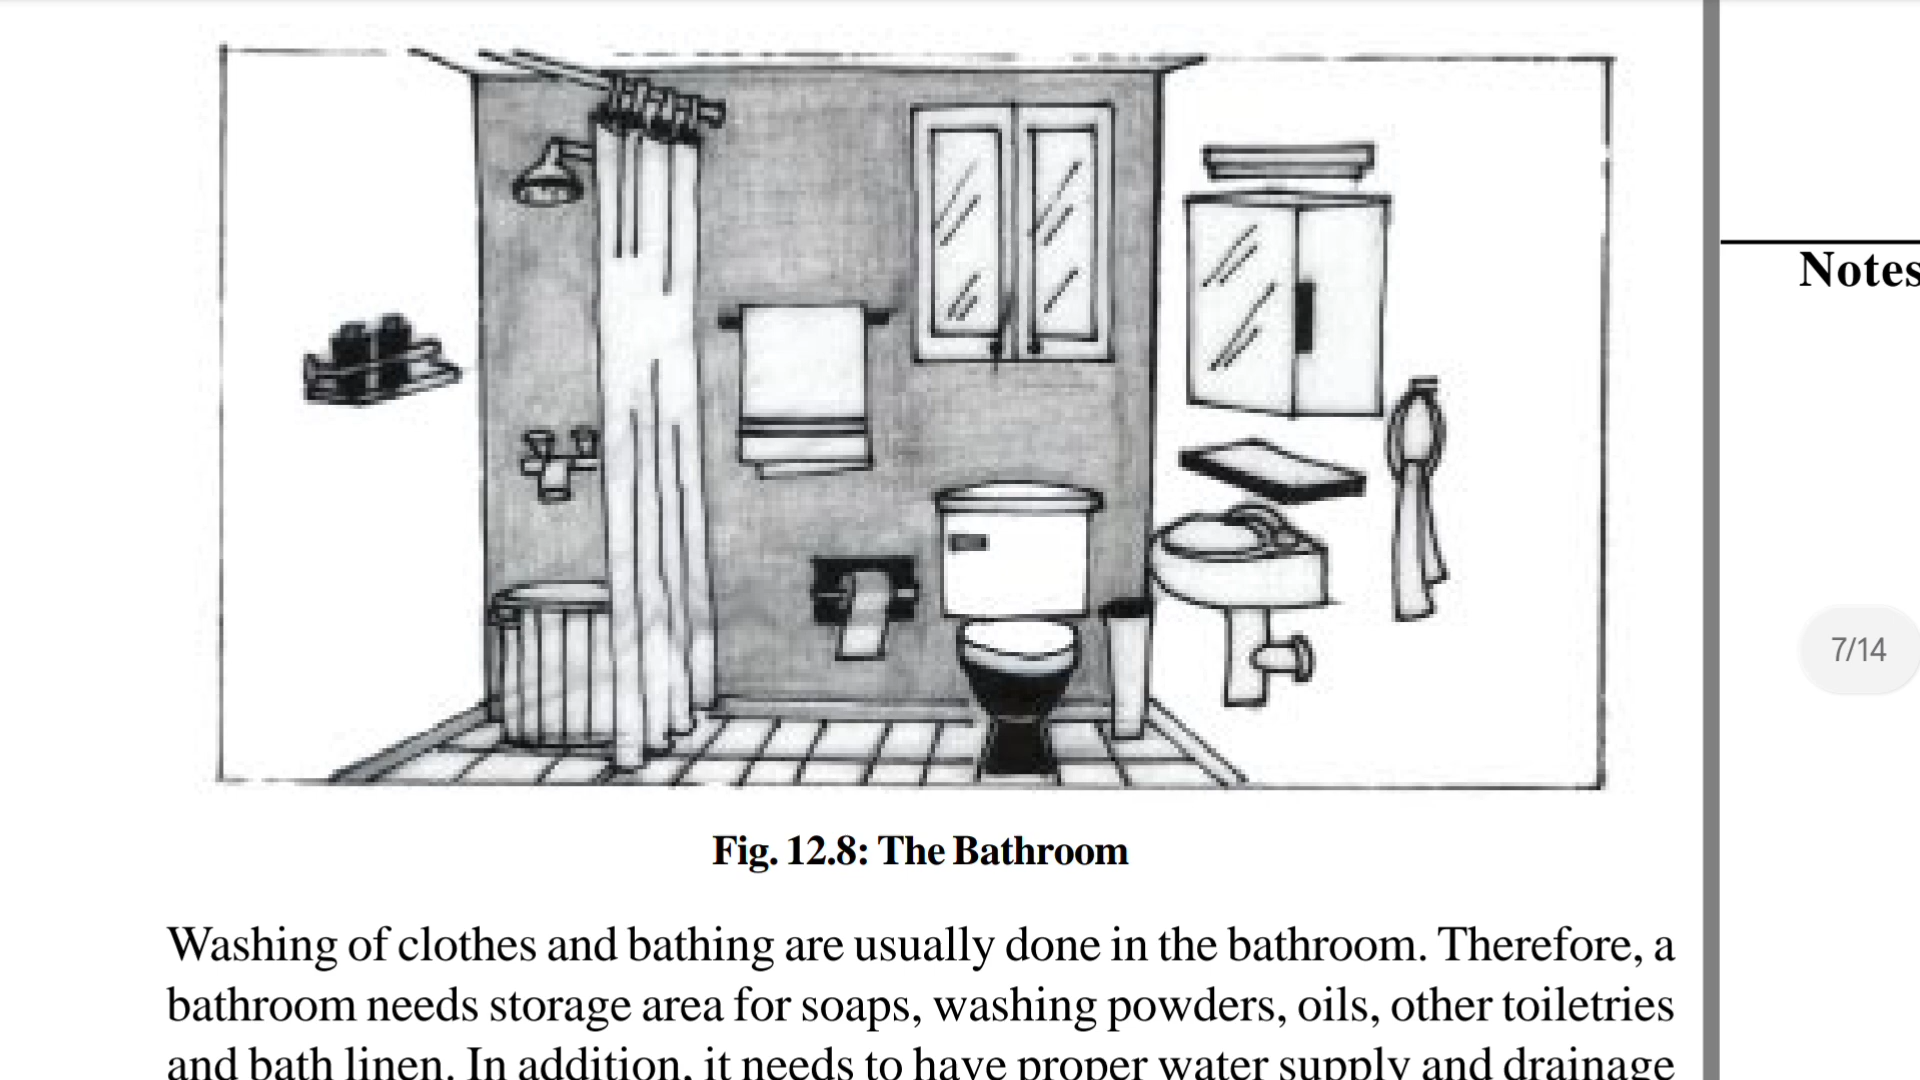 Notes
7/14
Fig. 12.8: The Bathroom
Washing of clothes and bathing are usually done in the bathroom. Therefore, a
bathroom needs storage area for soaps, washing powders, oils, other toiletries
and bath linen. In addition, it needs to have proper water supply and drainage